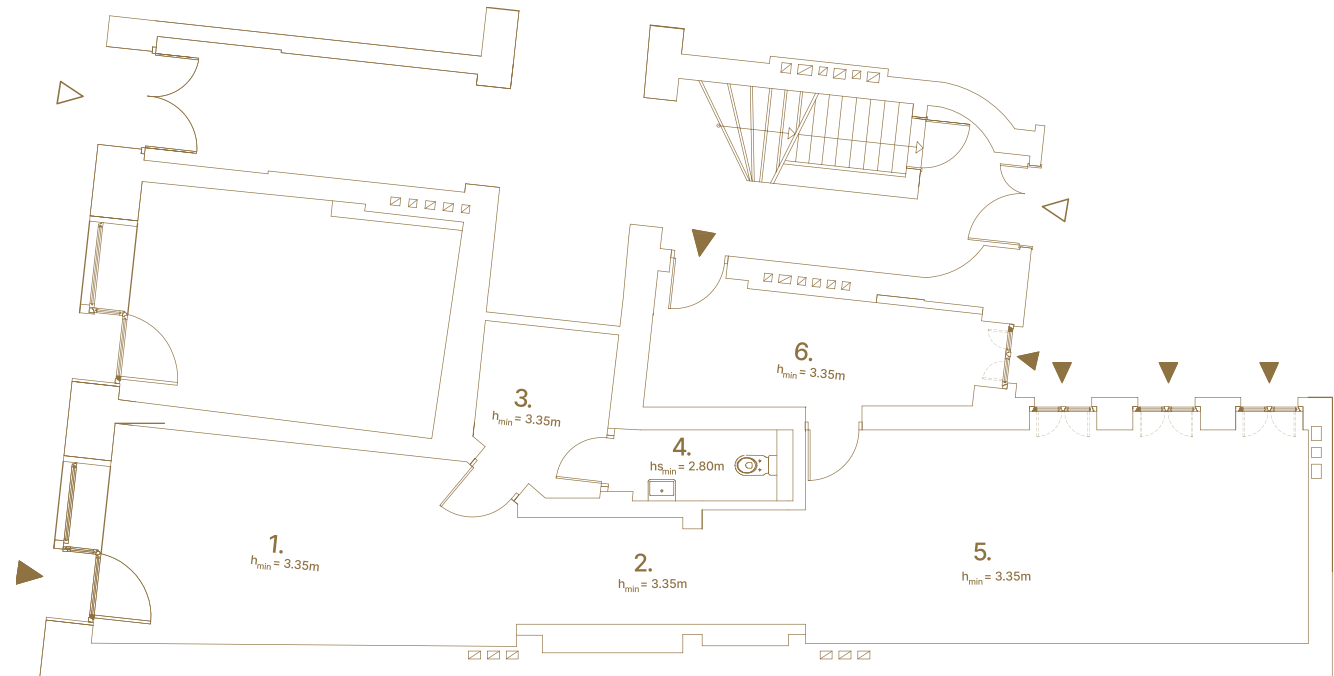 6.
hmin = 3.35m
3.
hmin = 3.35m
4.
hsmin = 2.80m
1.
hmin = 3.35m
2.
hmin = 3.35m
5.
hmin = 3.35m